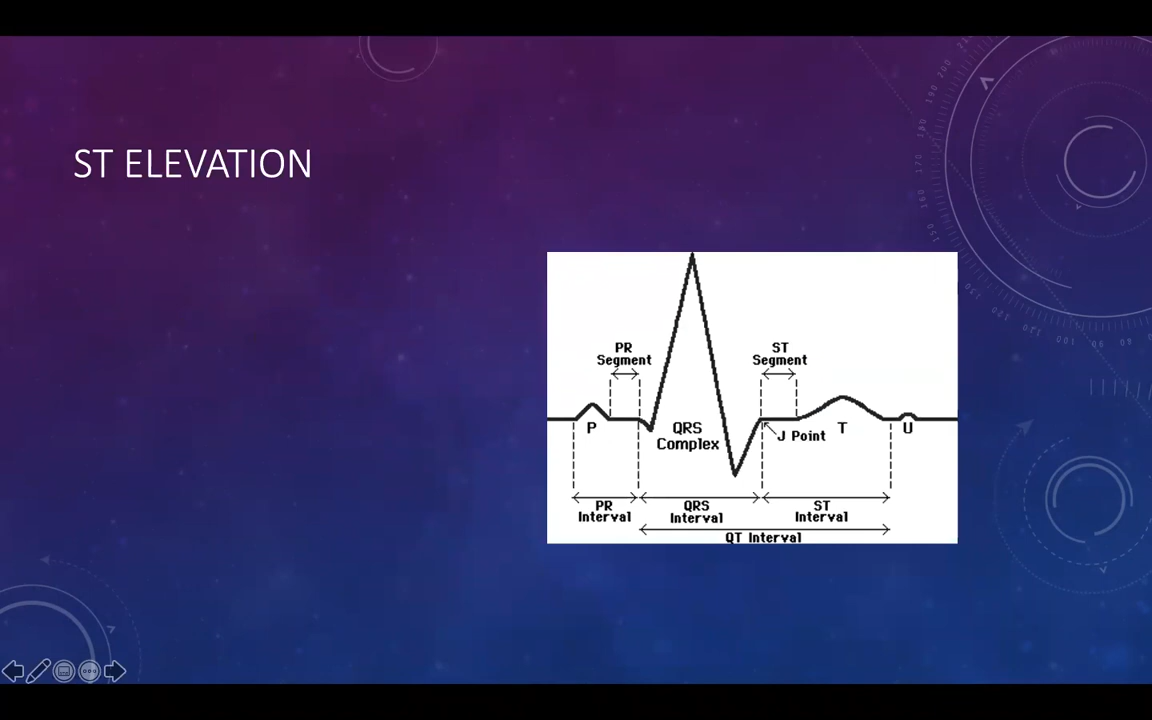 ST ELEVATION
PR
Segment
ST
Segment
P
QRS
Complex
J Point
T
U
PR
Interval
QRS
Interval
ST
Interval
QT Interval